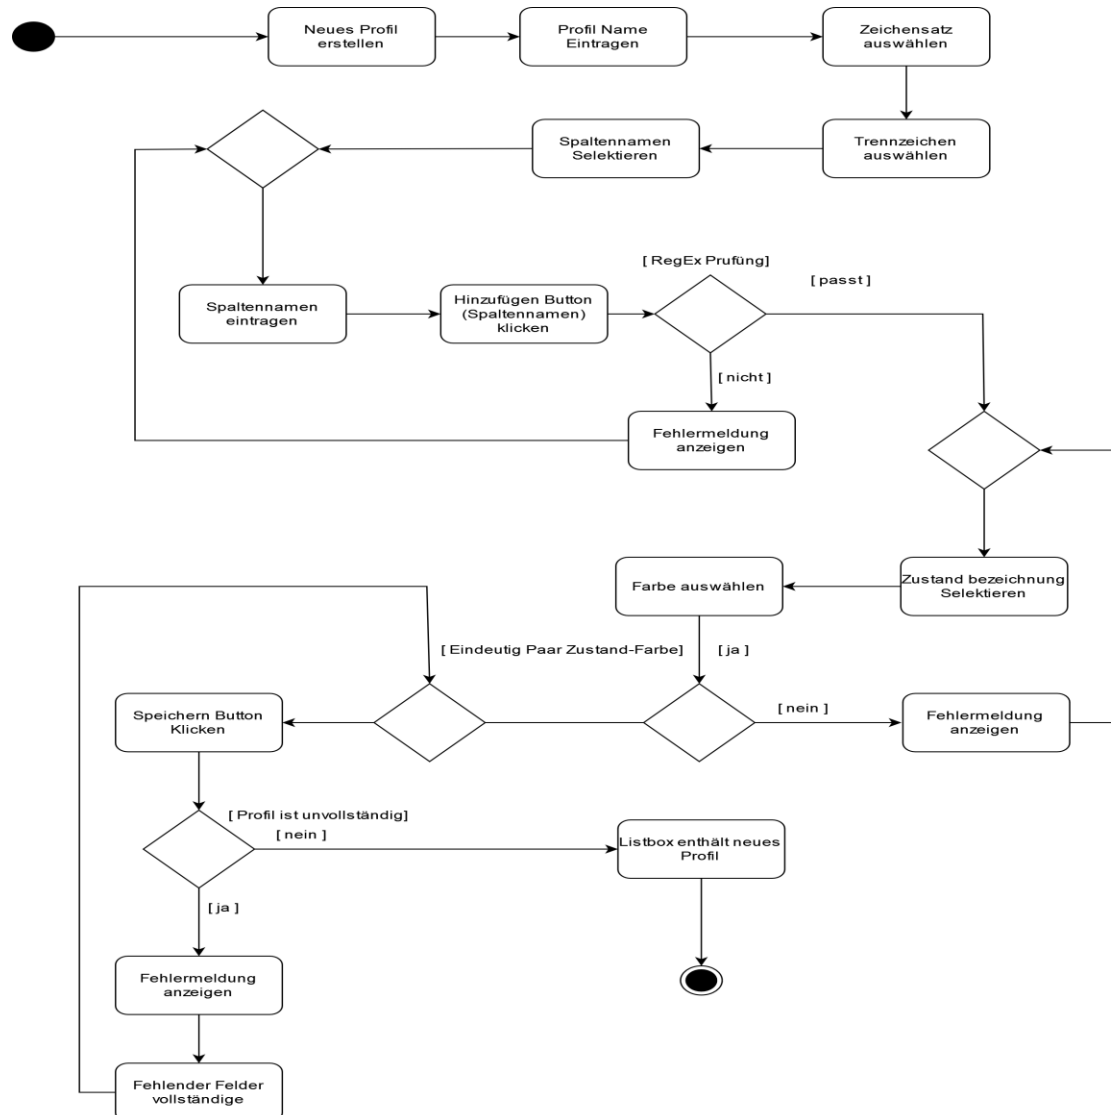 Neues Profil
erstellen
Profil Name
Eintragen
Zeichensatz
auswählen
Spaltennamen
Selektieren
Trennzeichen
auswählen
[ RegEx Prufüng]
[ passt ]
Spaltennamen
eintragen
Hinzufügen Button
(Spaltennamen)
klicken
[ nicht ]
Fehlermeldung
anzeigen
Farbe auswählen
Zustand bezeichnung
Selektieren
[ Eindeutig Paar Zustand-Farbe]
[ ja ]
Speichern Button
Klicken
[ nein ]
Fehlermeldung
anzeigen
[ Profil ist unvollständig]
[ nein ]
Listbox enthält neues
Profil
[ ja ]
Fehlermeldung
anzeigen
Fehlender Felder
vollständige